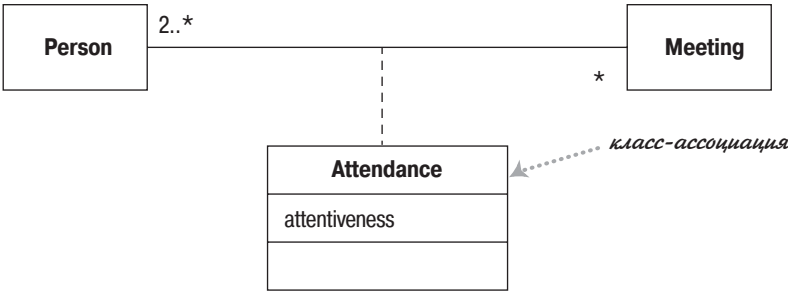 2..*
Person
Meeting
*
класс-ассоциация
Attendance
attentiveness